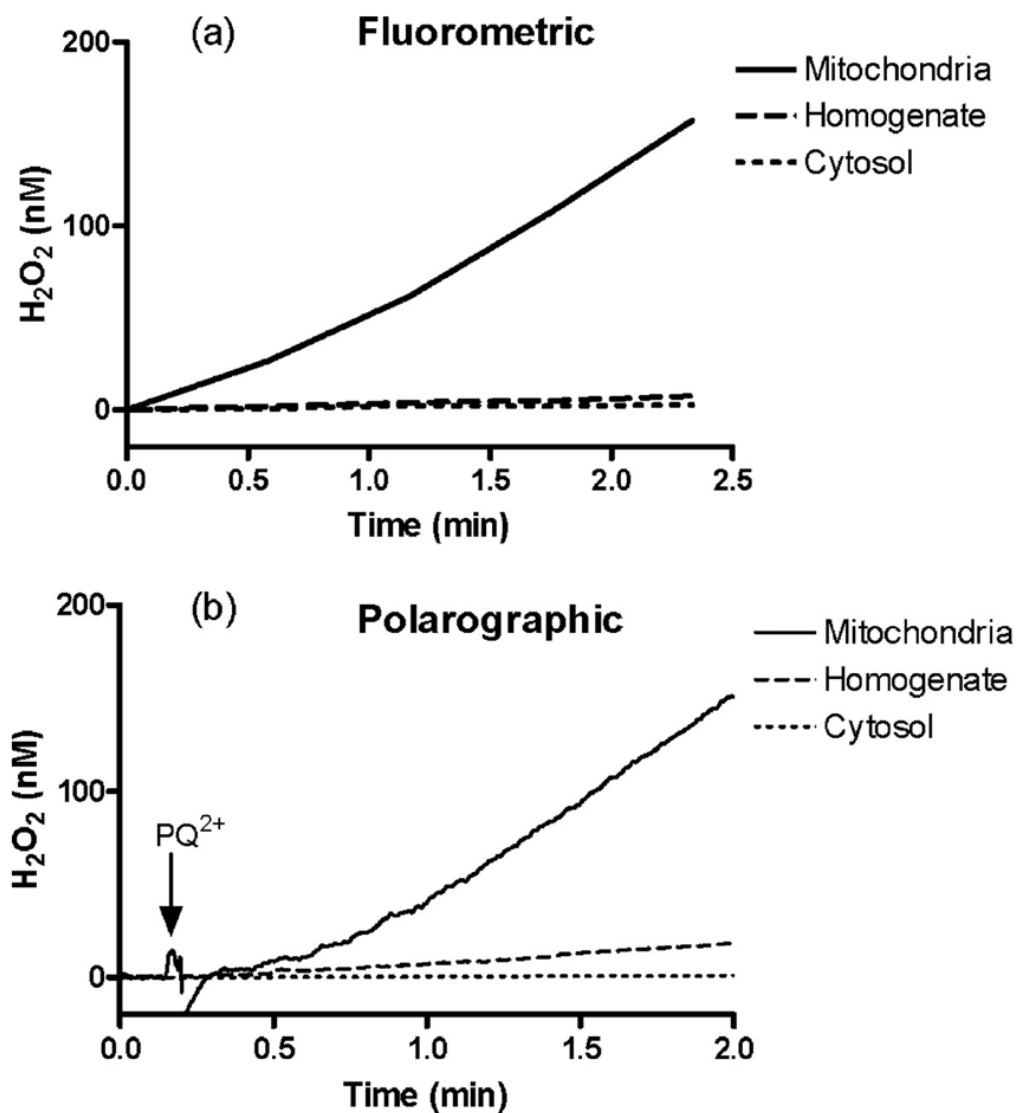 (a) Fluorometric
200
100
0
H₂O₂ (nM)
Mitochondria
Homogenate
Cytosol
0.0 0.5 1.0 1.5 2.0 2.5
Time (min)
(b) Polarographic
200
100
0
H₂O₂ (nM)
PQ²⁺
Mitochondria
Homogenate
Cytosol
0.0 0.5 1.0 1.5 2.0
Time (min)